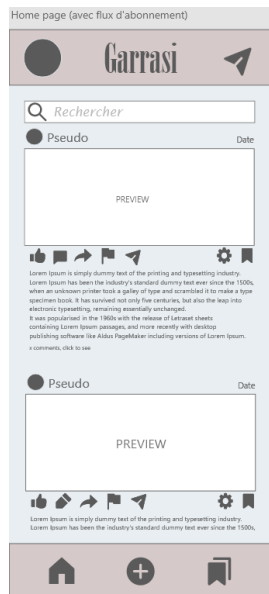 Home page (avec flux d'abonnement)
Garrasi
Rechercher
Pseudo
Date
PREVIEW
Lorem Ipsum is simply dummy text of the printing and typesetting industry.
Lorem Ipsum has been the industry's standard dummy text ever since the 1500s,
when an unknown printer took a galley of type and scrambled it to make a type
specimen book. It has survived not only five centuries, but also the leap into
electronic typesetting, remaining essentially unchanged.
It was popularised in the 1960s with the release of Letraset sheets
containing Lorem Ipsum passages, and more recently with desktop
publishing software like Aldus PageMaker including versions of Lorem Ipsum.
x comments, click to see
Pseudo
Date
PREVIEW
Lorem Ipsum is simply dummy text of the printing and typesetting industry.
Lorem Ipsum has been the industry's standard dummy text ever since the 1500s,